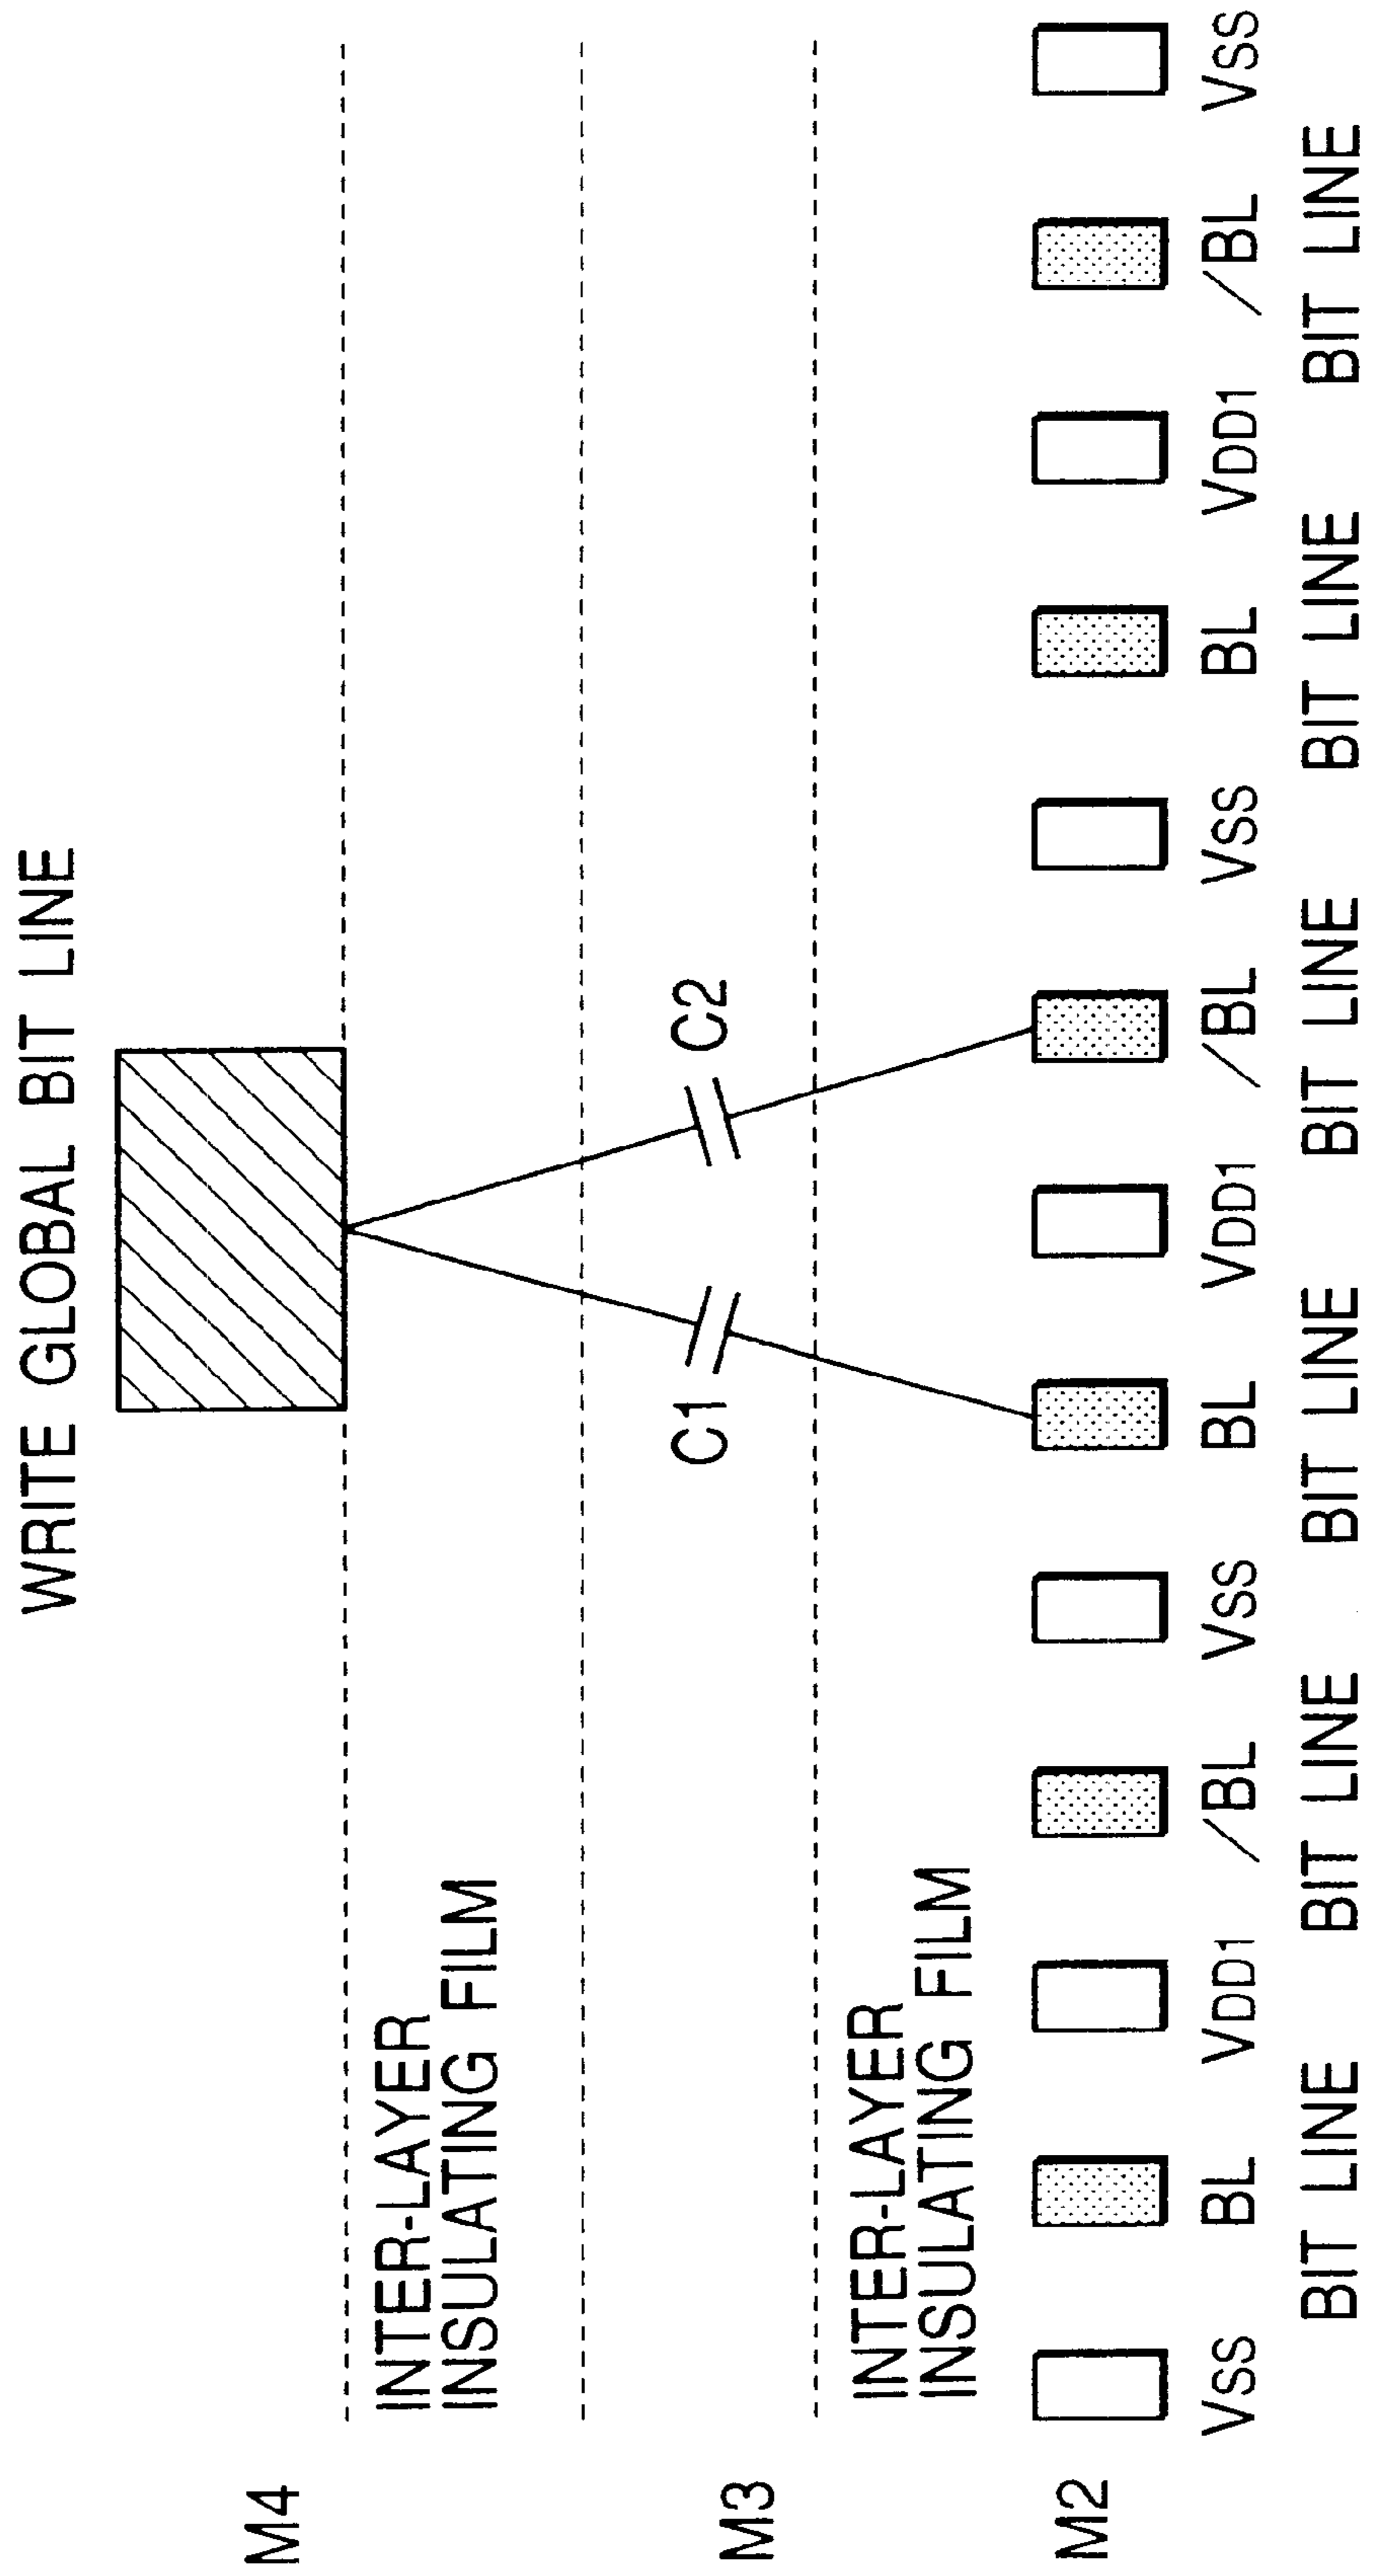 WRITE GLOBAL BIT LINE
M4
INTER-LAYER
INSULATING FILM
M3
C1 C2
INTER-LAYER
INSULATING FILM
M2
VSS BL VDD1 /BL VSS BL VDD1 /BL VSS BL VDD1 /BL VSS
BIT LINE BIT LINE BIT LINE BIT LINE BIT LINE BIT LINE